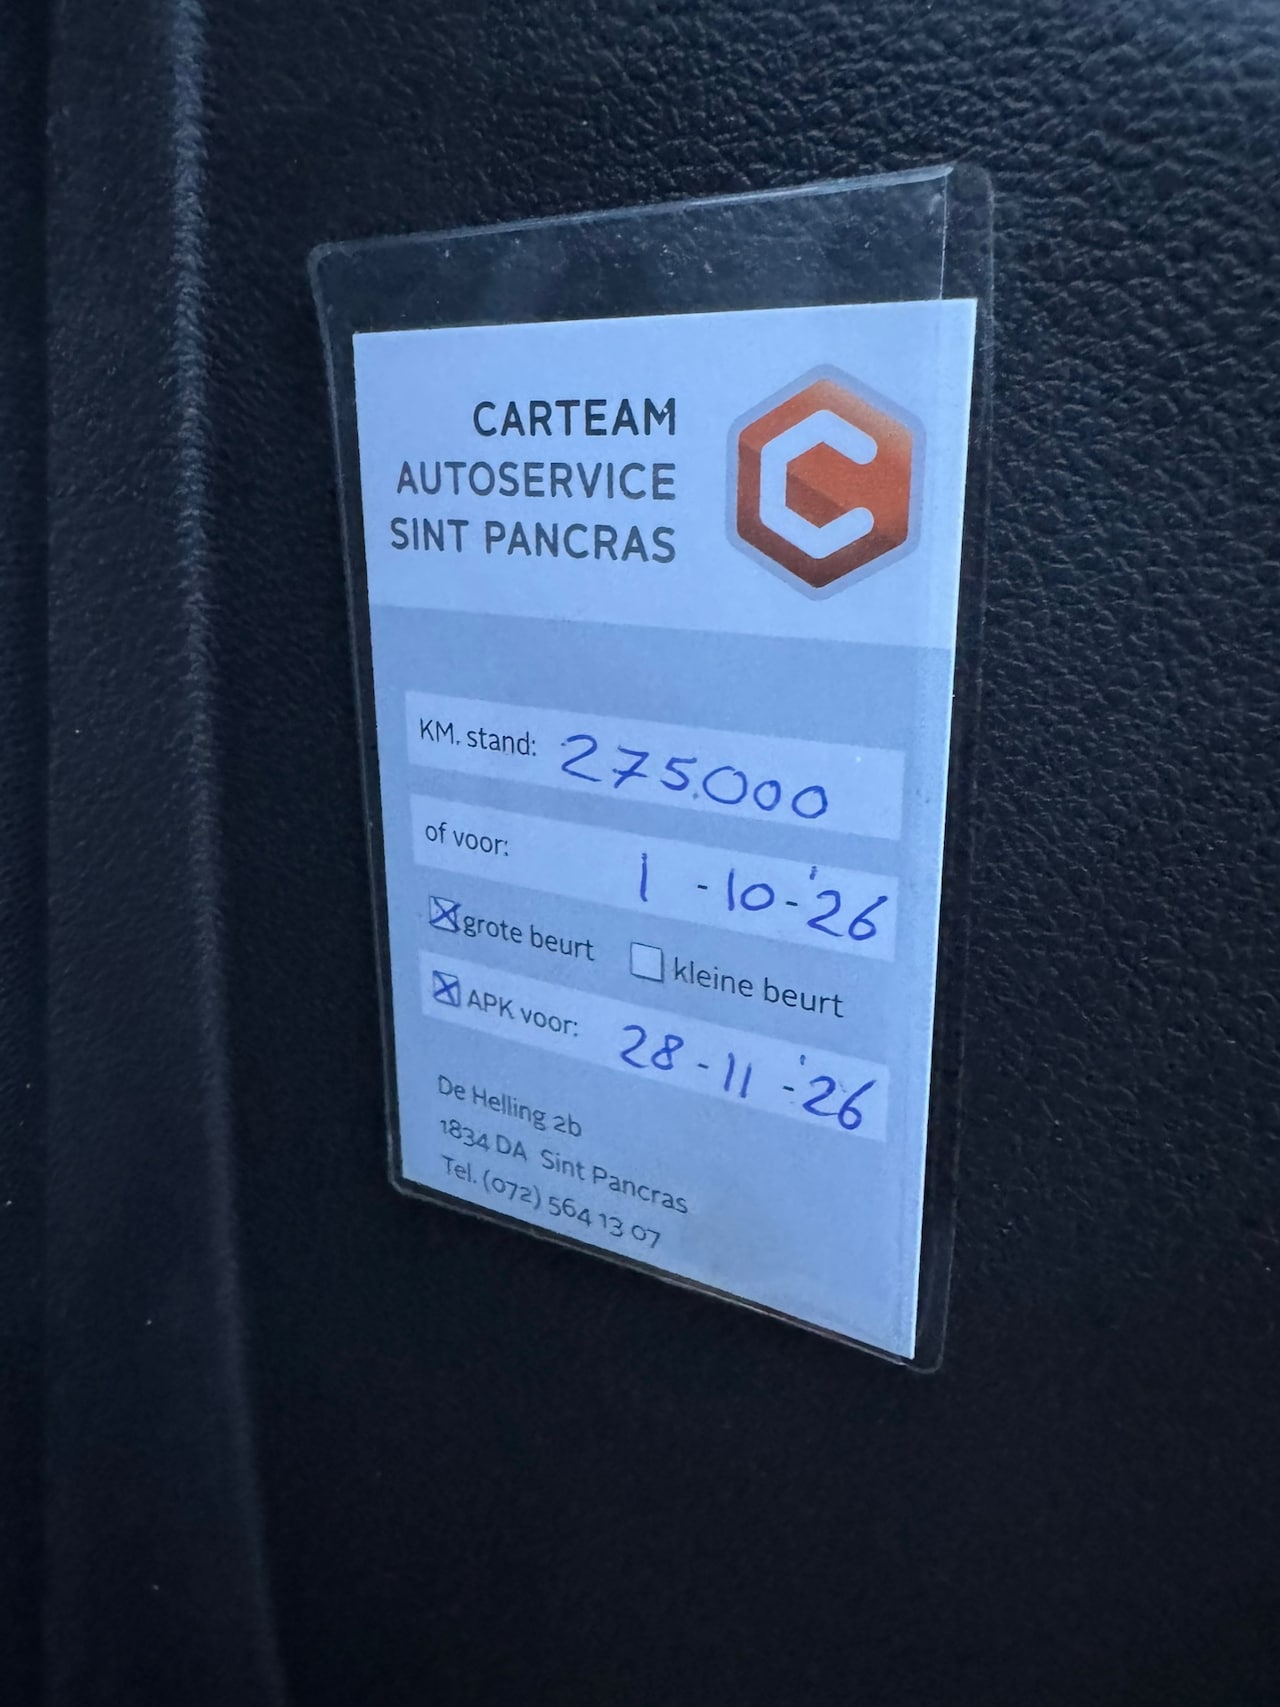 CARTEAM
AUTOSERVICE
SINT PANCRAS
KM. stand: 275.000
of voor: 1 - 10 - '26
grote beurt kleine beurt
APK voor: 28 - 11 - '26
De Helling 2b
1834 DA Sint Pancras
Tel. (072) 564 13 07